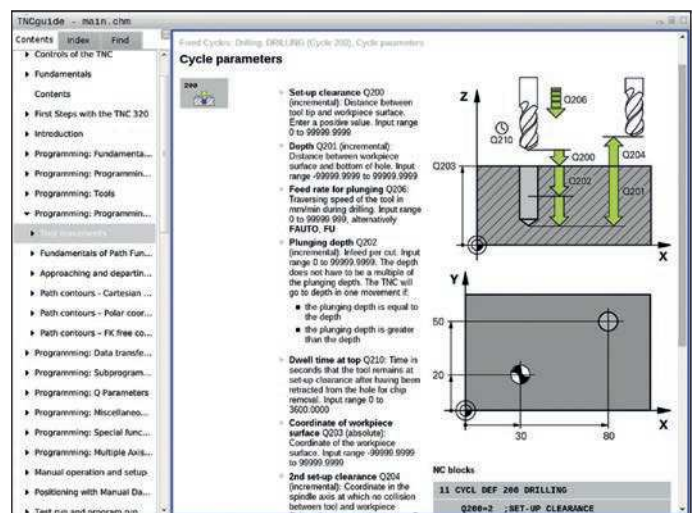 TNCguide - main.chm
Contents Index Find
Controls of the TNC
Fundamentals
Contents
First Steps with the TNC 320
Introduction
Programming: Fundamenta...
Programming: Programmin...
Programming: Tools
Programming: Programmin...
Tool movements
Fundamentals of Path Fun...
Approaching and departin...
Path contours - Cartesian ...
Path contours - Polar coor...
Path contours - FK free co...
Programming: Data transfe...
Programming: Subprogram...
Programming: Q Parameters
Programming: Miscellaneo...
Programming: Special func...
Programming: Multiple Axis...
Manual operation and setup
Positioning with Manual Da...
Test run and program run
Fixed Cycles: Drilling: DRILLING (Cycle 200), Cycle parameters
Cycle parameters
200
Set-up clearance Q200
(incremental): Distance between
tool tip and workpiece surface.
Enter a positive value. Input range
0 to 99999.9999
Depth Q201 (incremental):
Distance between workpiece
surface and bottom of hole. Input
range -99999.9999 to 99999.9999
Feed rate for plunging Q206:
Traversing speed of the tool in
mm/min during drilling. Input range
0 to 99999.999, alternatively
FAUTO, FU
Plunging depth Q202
(incremental): Infeed per cut. Input
range 0 to 99999.9999. The depth
does not have to be a multiple of
the plunging depth. The TNC will
go to depth in one movement if:
the plunging depth is equal to
the depth
the plunging depth is greater
than the depth
Dwell time at top Q210: Time in
seconds that the tool remains at
set-up clearance after having been
retracted from the hole for chip
removal. Input range 0 to
3600.0000
Coordinate of workpiece
surface Q203 (absolute):
Coordinate of the workpiece
surface. Input range -99999.9999
to 99999.9999
2nd set-up clearance Q204
(incremental): Coordinate in the
spindle axis at which no collision
between tool and workpiece
Z
Q206
Q210
Q200
Q204
Q203
Q202
Q201
X
Y
50
20
X
30
80
NC blocks
11 CYCL DEF 200 DRILLING
Q200=2 ;SET-UP CLEARANCE